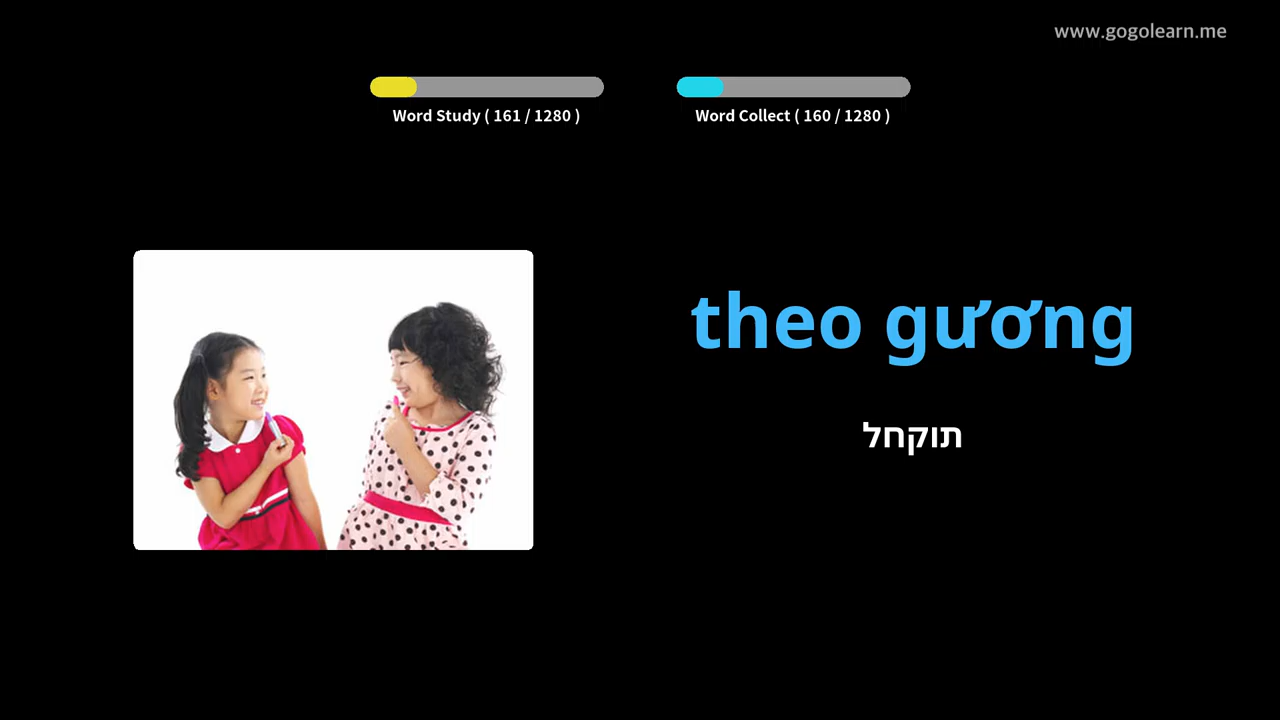 www.gogolearn.me
Word Study ( 161 / 1280 )
Word Collect ( 160 / 1280 )
theo gương
תוקחל